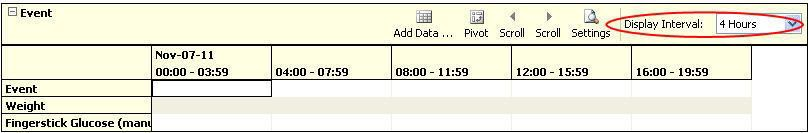 Event
Add Data ... Pivot Scroll Scroll Settings Display Interval: 4 Hours
Nov-07-11
00:00 - 03:59 04:00 - 07:59 08:00 - 11:59 12:00 - 15:59 16:00 - 19:59
Event
Weight
Fingerstick Glucose (manu